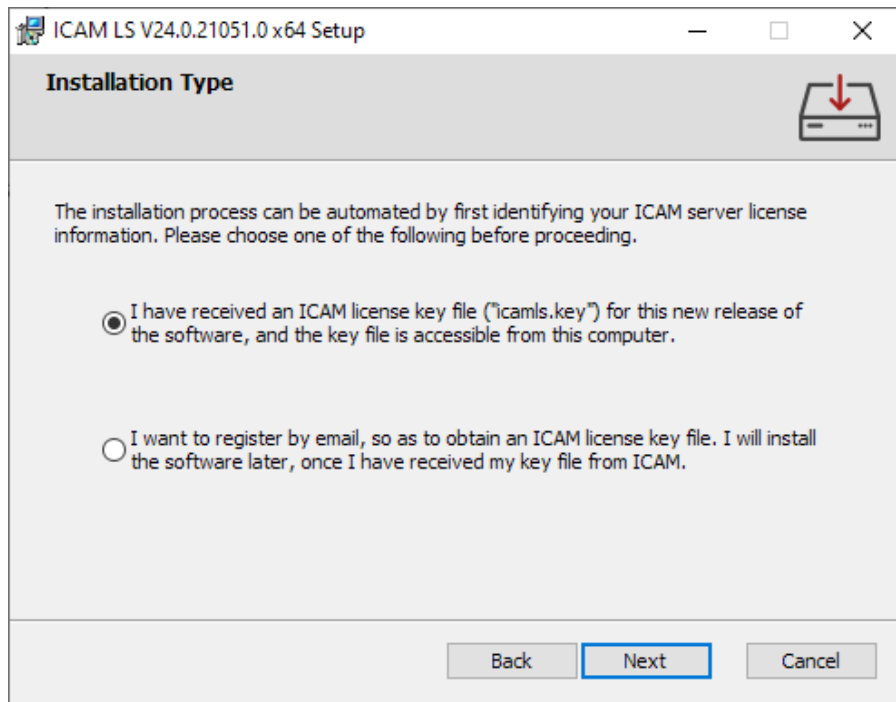 ICAM LS V24.0.21051.0 x64 Setup
Installation Type
The installation process can be automated by first identifying your ICAM server license
information. Please choose one of the following before proceeding.
I have received an ICAM license key file ("icamls.key") for this new release of
the software, and the key file is accessible from this computer.
I want to register by email, so as to obtain an ICAM license key file. I will install
the software later, once I have received my key file from ICAM.
Back Next Cancel